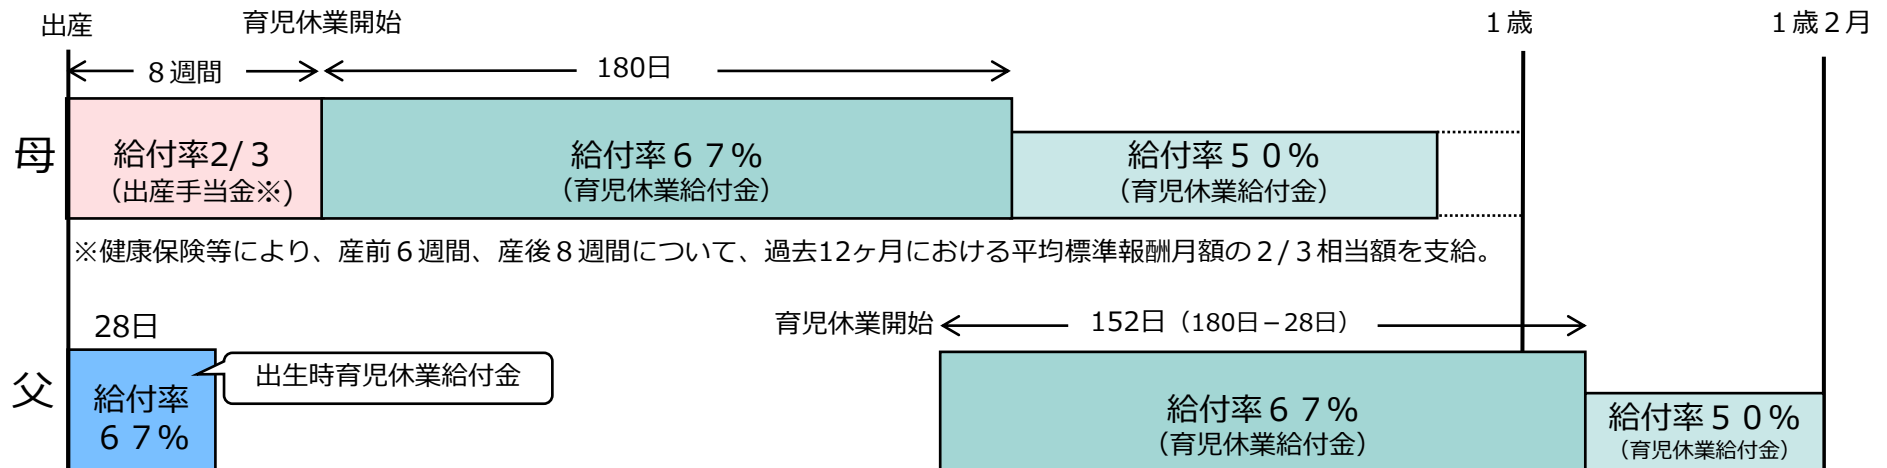 出産
育児休業開始
１歳
１歳２月
８週間
180日
母
給付率2/３
（出産手当金※)
給付率６７%
（育児休業給付金）
給付率５０%
（育児休業給付金）
※健康保険等により、産前６週間、産後８週間について、過去12ヶ月における平均標準報酬月額の２/３相当額を支給。
28日
育児休業開始
152日（180日－28日）
父
給付率
６７%
出生時育児休業給付金
給付率６７%
（育児休業給付金）
給付率５０%
（育児休業給付金）